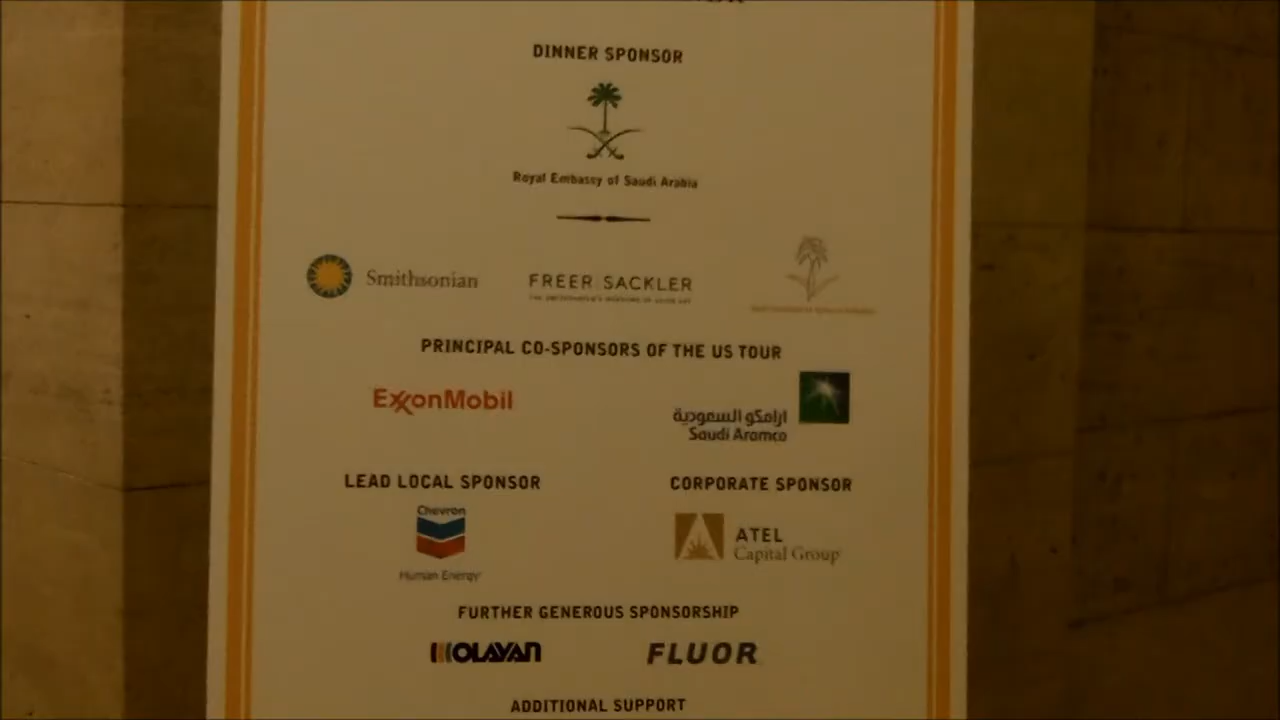 DINNER SPONSOR
Royal Embassy of Saudi Arabia
Smithsonian
FREER SACKLER
PRINCIPAL CO-SPONSORS OF THE US TOUR
ExxonMobil
أرامكو السعودية
Saudi Aramco
LEAD LOCAL SPONSOR
CORPORATE SPONSOR
Chevron
Human Energy
ATEL
Capital Group
FURTHER GENEROUS SPONSORSHIP
OLAYAN
FLUOR
ADDITIONAL SUPPORT